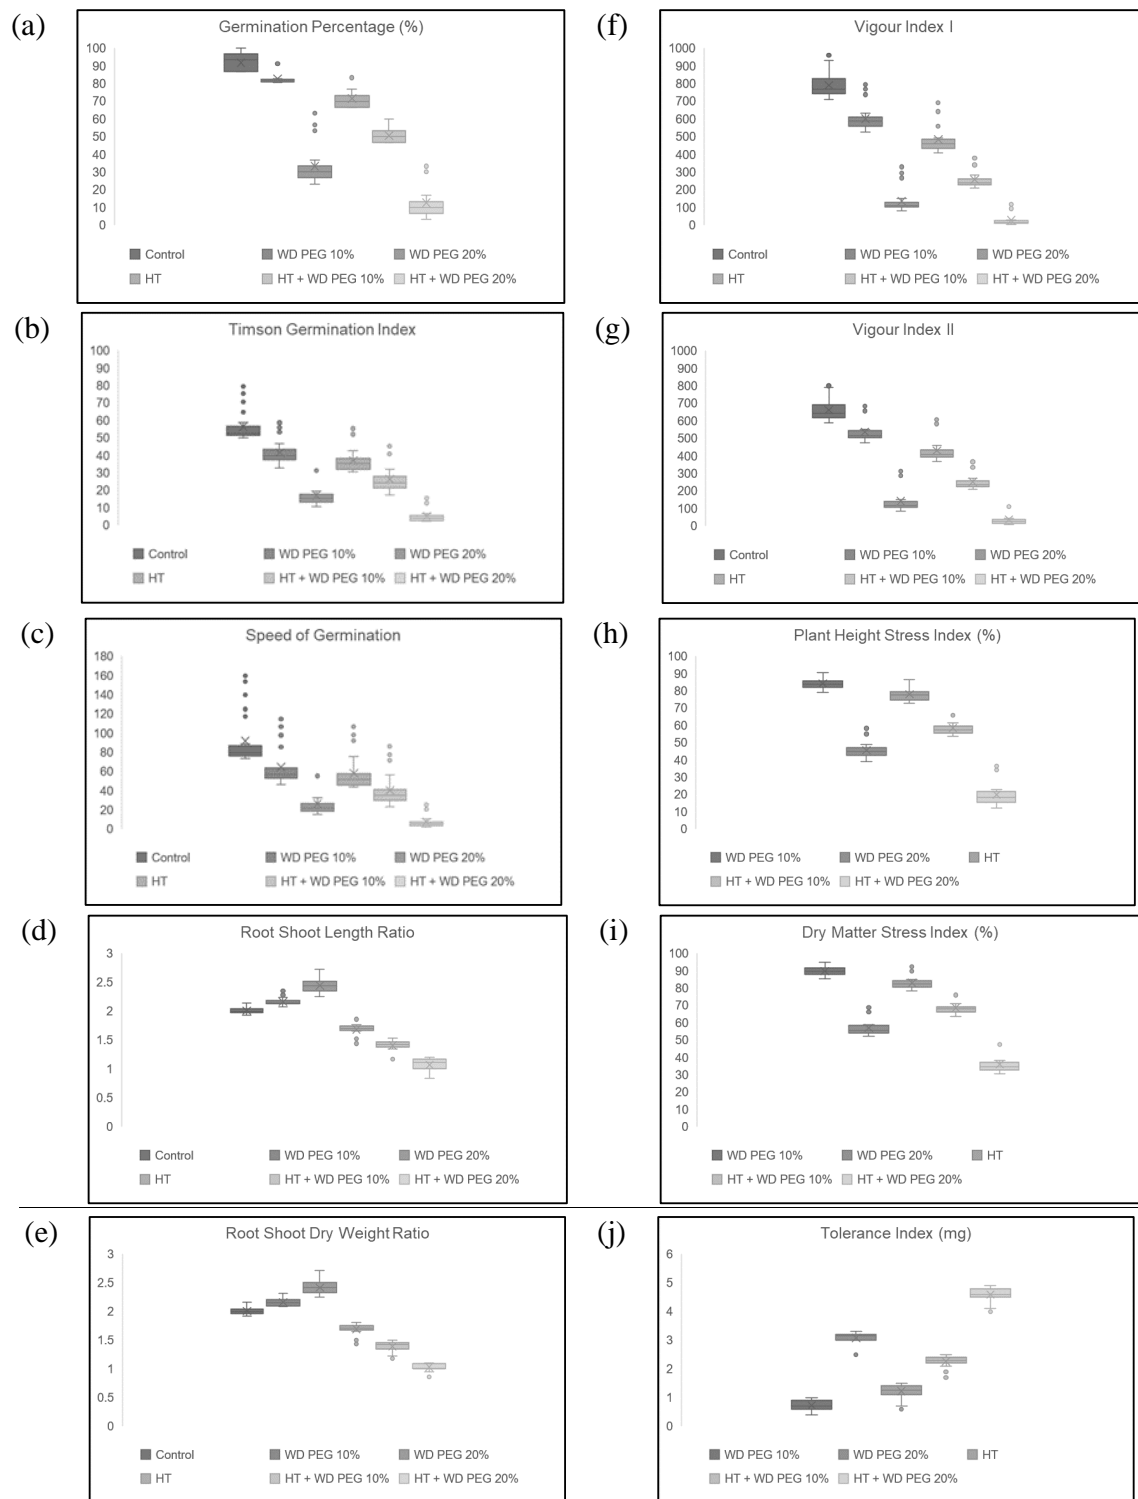 (a)
Germination Percentage (%)
100
90
80
70
60
50
40
30
20
10
0
Control
WD PEG 10%
WD PEG 20%
HT
HT + WD PEG 10%
HT + WD PEG 20%
(f)
Vigour Index I
1000
900
800
700
600
500
400
300
200
100
0
Control
WD PEG 10%
WD PEG 20%
HT
HT + WD PEG 10%
HT + WD PEG 20%
(b)
Timson Germination Index
100
90
80
70
60
50
40
30
20
10
0
Control
WD PEG 10%
WD PEG 20%
HT
HT + WD PEG 10%
HT + WD PEG 20%
(g)
Vigour Index II
1000
900
800
700
600
500
400
300
200
100
0
Control
WD PEG 10%
WD PEG 20%
HT
HT + WD PEG 10%
HT + WD PEG 20%
(c)
Speed of Germination
180
160
140
120
100
80
60
40
20
0
Control
WD PEG 10%
WD PEG 20%
HT
HT + WD PEG 10%
HT + WD PEG 20%
(h)
Plant Height Stress Index (%)
100
90
80
70
60
50
40
30
20
10
0
WD PEG 10%
WD PEG 20%
HT
HT + WD PEG 10%
HT + WD PEG 20%
(d)
Root Shoot Length Ratio
3
2.5
2
1.5
1
0.5
0
Control
WD PEG 10%
WD PEG 20%
HT
HT + WD PEG 10%
HT + WD PEG 20%
(i)
Dry Matter Stress Index (%)
100
90
80
70
60
50
40
30
20
10
0
WD PEG 10%
WD PEG 20%
HT
HT + WD PEG 10%
HT + WD PEG 20%
(e)
Root Shoot Dry Weight Ratio
3
2.5
2
1.5
1
0.5
0
Control
WD PEG 10%
WD PEG 20%
HT
HT + WD PEG 10%
HT + WD PEG 20%
(j)
Tolerance Index (mg)
6
5
4
3
2
1
0
WD PEG 10%
WD PEG 20%
HT
HT + WD PEG 10%
HT + WD PEG 20%